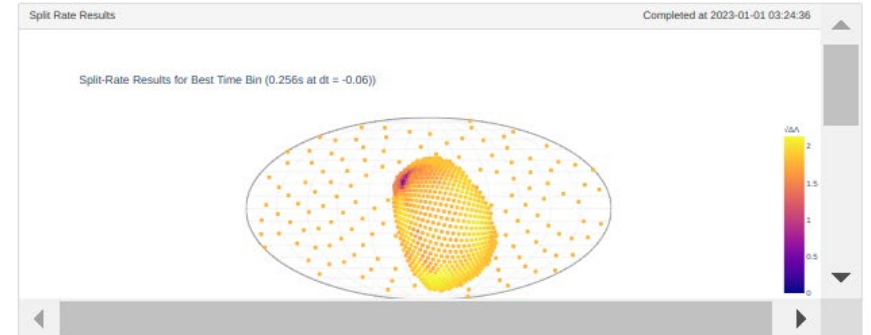 Split Rate Results
Completed at 2023-01-01 03:24:36
Split-Rate Results for Best Time Bin (0.256s at dt = -0.06))
√ΔΛ
2
1.5
1
0.5
0